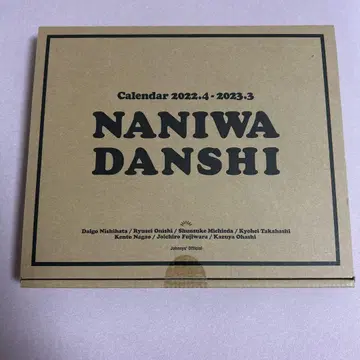 Calendar 2022.4-2023.3
NANIWA
DANSHI
Daigo Nishihata / Ryusei Onishi / Shunsuke Michieda / Kyohei Takahashi
Kento Nagao / Joichiro Fujiwara / Kazuya Ohashi
Johnnys' Official